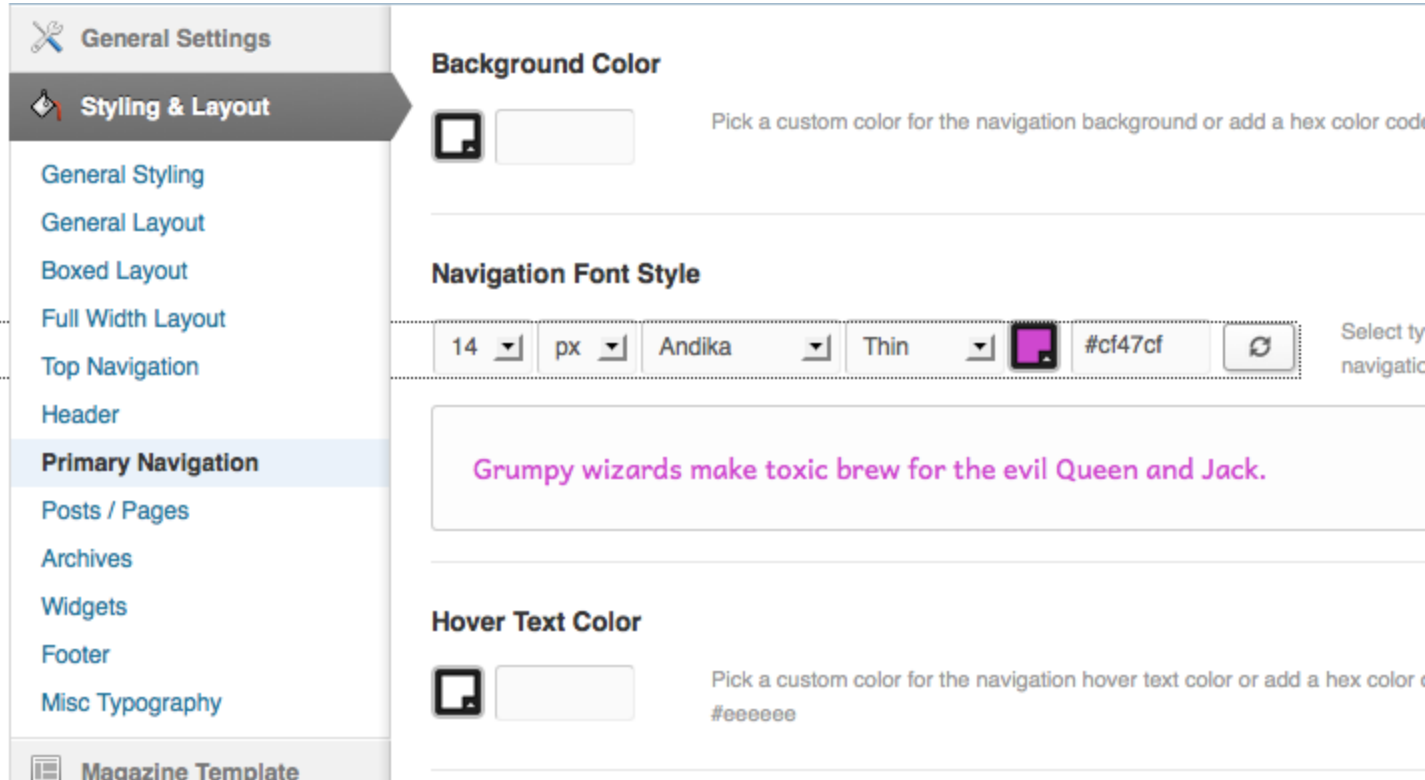 General Settings
Styling & Layout
General Styling
General Layout
Boxed Layout
Full Width Layout
Top Navigation
Header
Primary Navigation
Posts / Pages
Archives
Widgets
Footer
Misc Typography
Magazine Template
Background Color
Pick a custom color for the navigation background or add a hex color code
Navigation Font Style
14 px Andika Thin #cf47cf
Select ty
navigatio
Grumpy wizards make toxic brew for the evil Queen and Jack.
Hover Text Color
Pick a custom color for the navigation hover text color or add a hex color
#eeeeee